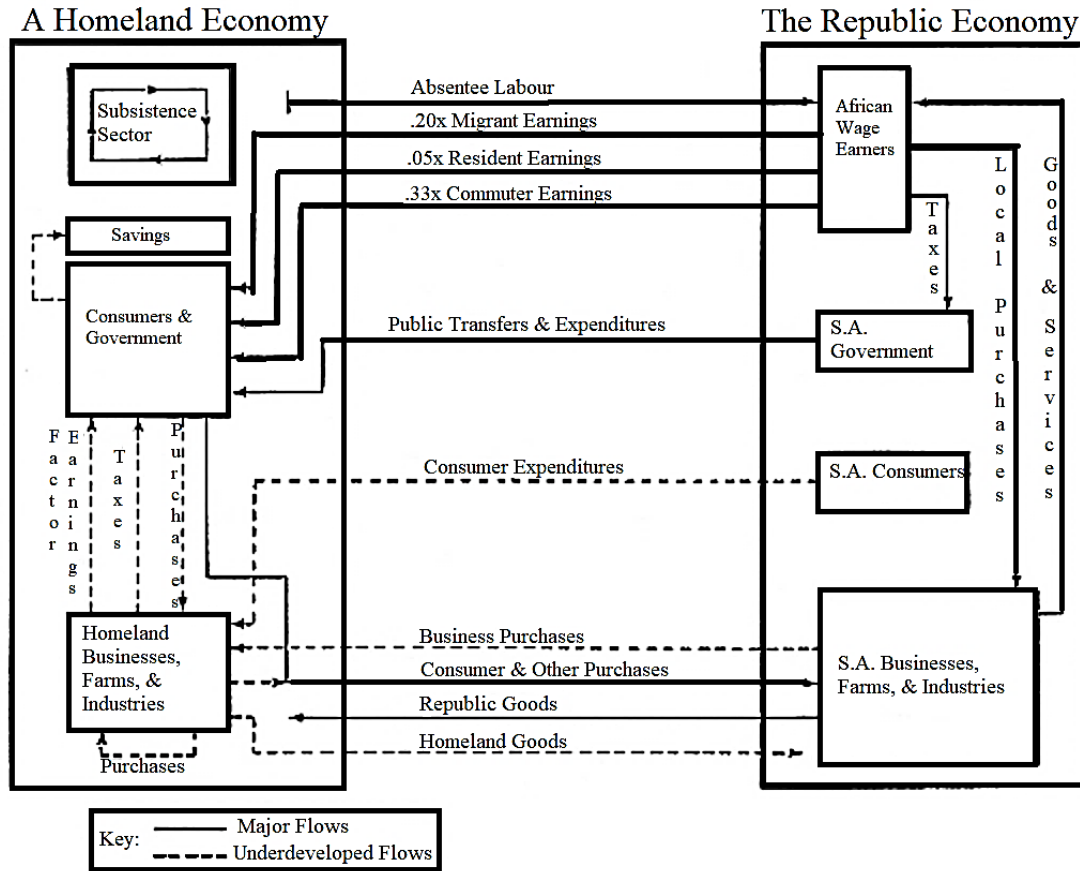 A Homeland Economy
The Republic Economy
Subsistence
Sector
Absentee Labour
.20x Migrant Earnings
.05x Resident Earnings
.33x Commuter Earnings
African
Wage
Earners
Savings
Consumers &
Government
Public Transfers & Expenditures
Taxes
Local Purchases
Goods & Services
S.A.
Government
Factor
Earnings
Taxes
Purchases
Consumer Expenditures
S.A. Consumers
Homeland
Businesses,
Farms, &
Industries
Purchases
Business Purchases
Consumer & Other Purchases
Republic Goods
Homeland Goods
S.A. Businesses,
Farms, & Industries
Key:
Major Flows
Underdeveloped Flows